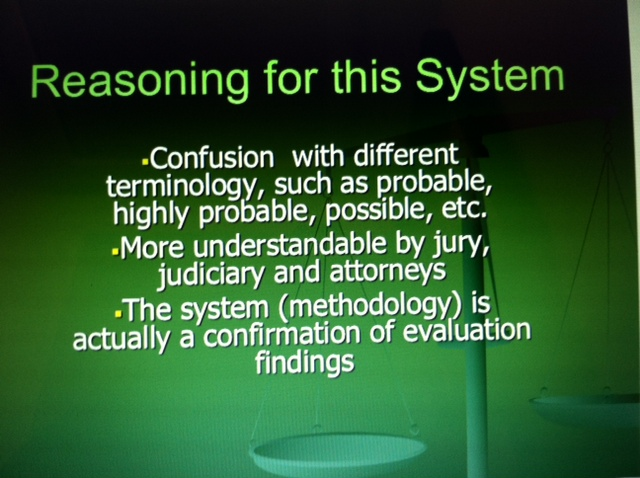 Reasoning for this System
▪Confusion with different
terminology, such as probable,
highly probable, possible, etc.
▪More understandable by jury,
judiciary and attorneys
▪The system (methodology) is
actually a confirmation of evaluation
findings